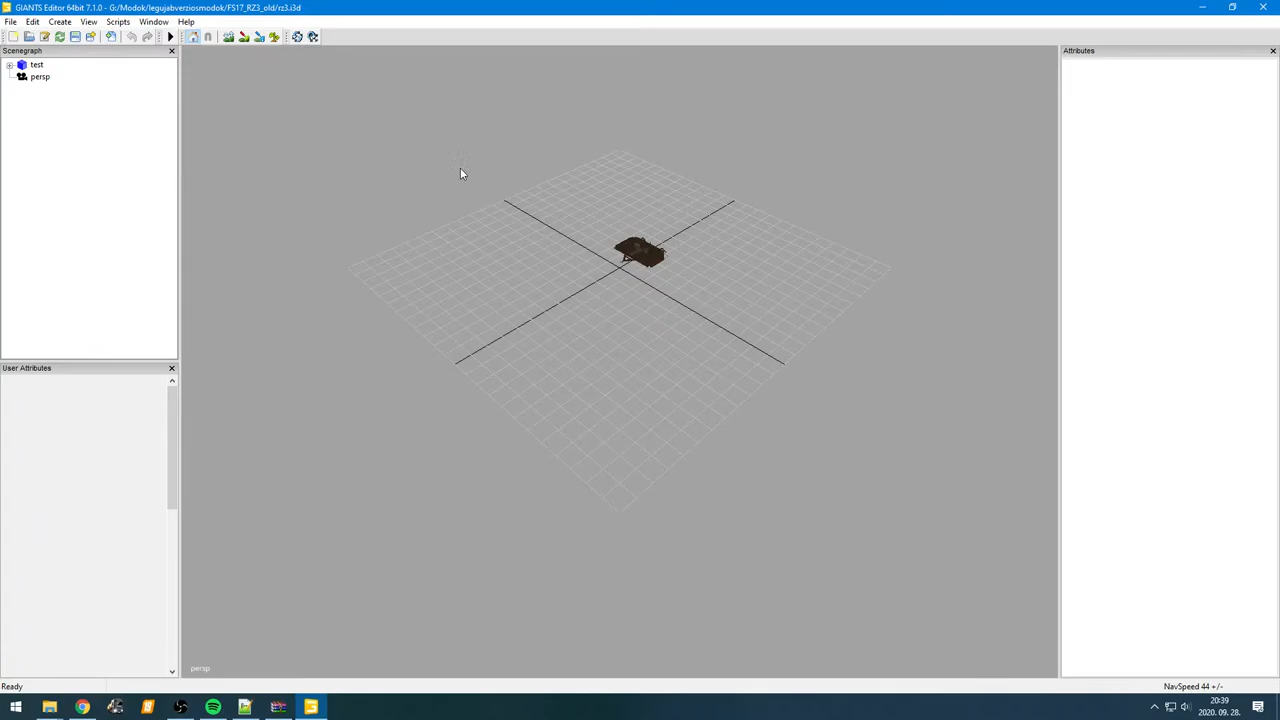 GIANTS Editor 64bit 7.1.0 - G:/Modok/legujabverziosmodok/FS17_RZ3_old/rz3.i3d
File Edit Create View Scripts Window Help
Scenegraph
test
persp
User Attributes
Attributes
persp
Ready
NavSpeed 44 +/-
20:39
2020. 09. 28.